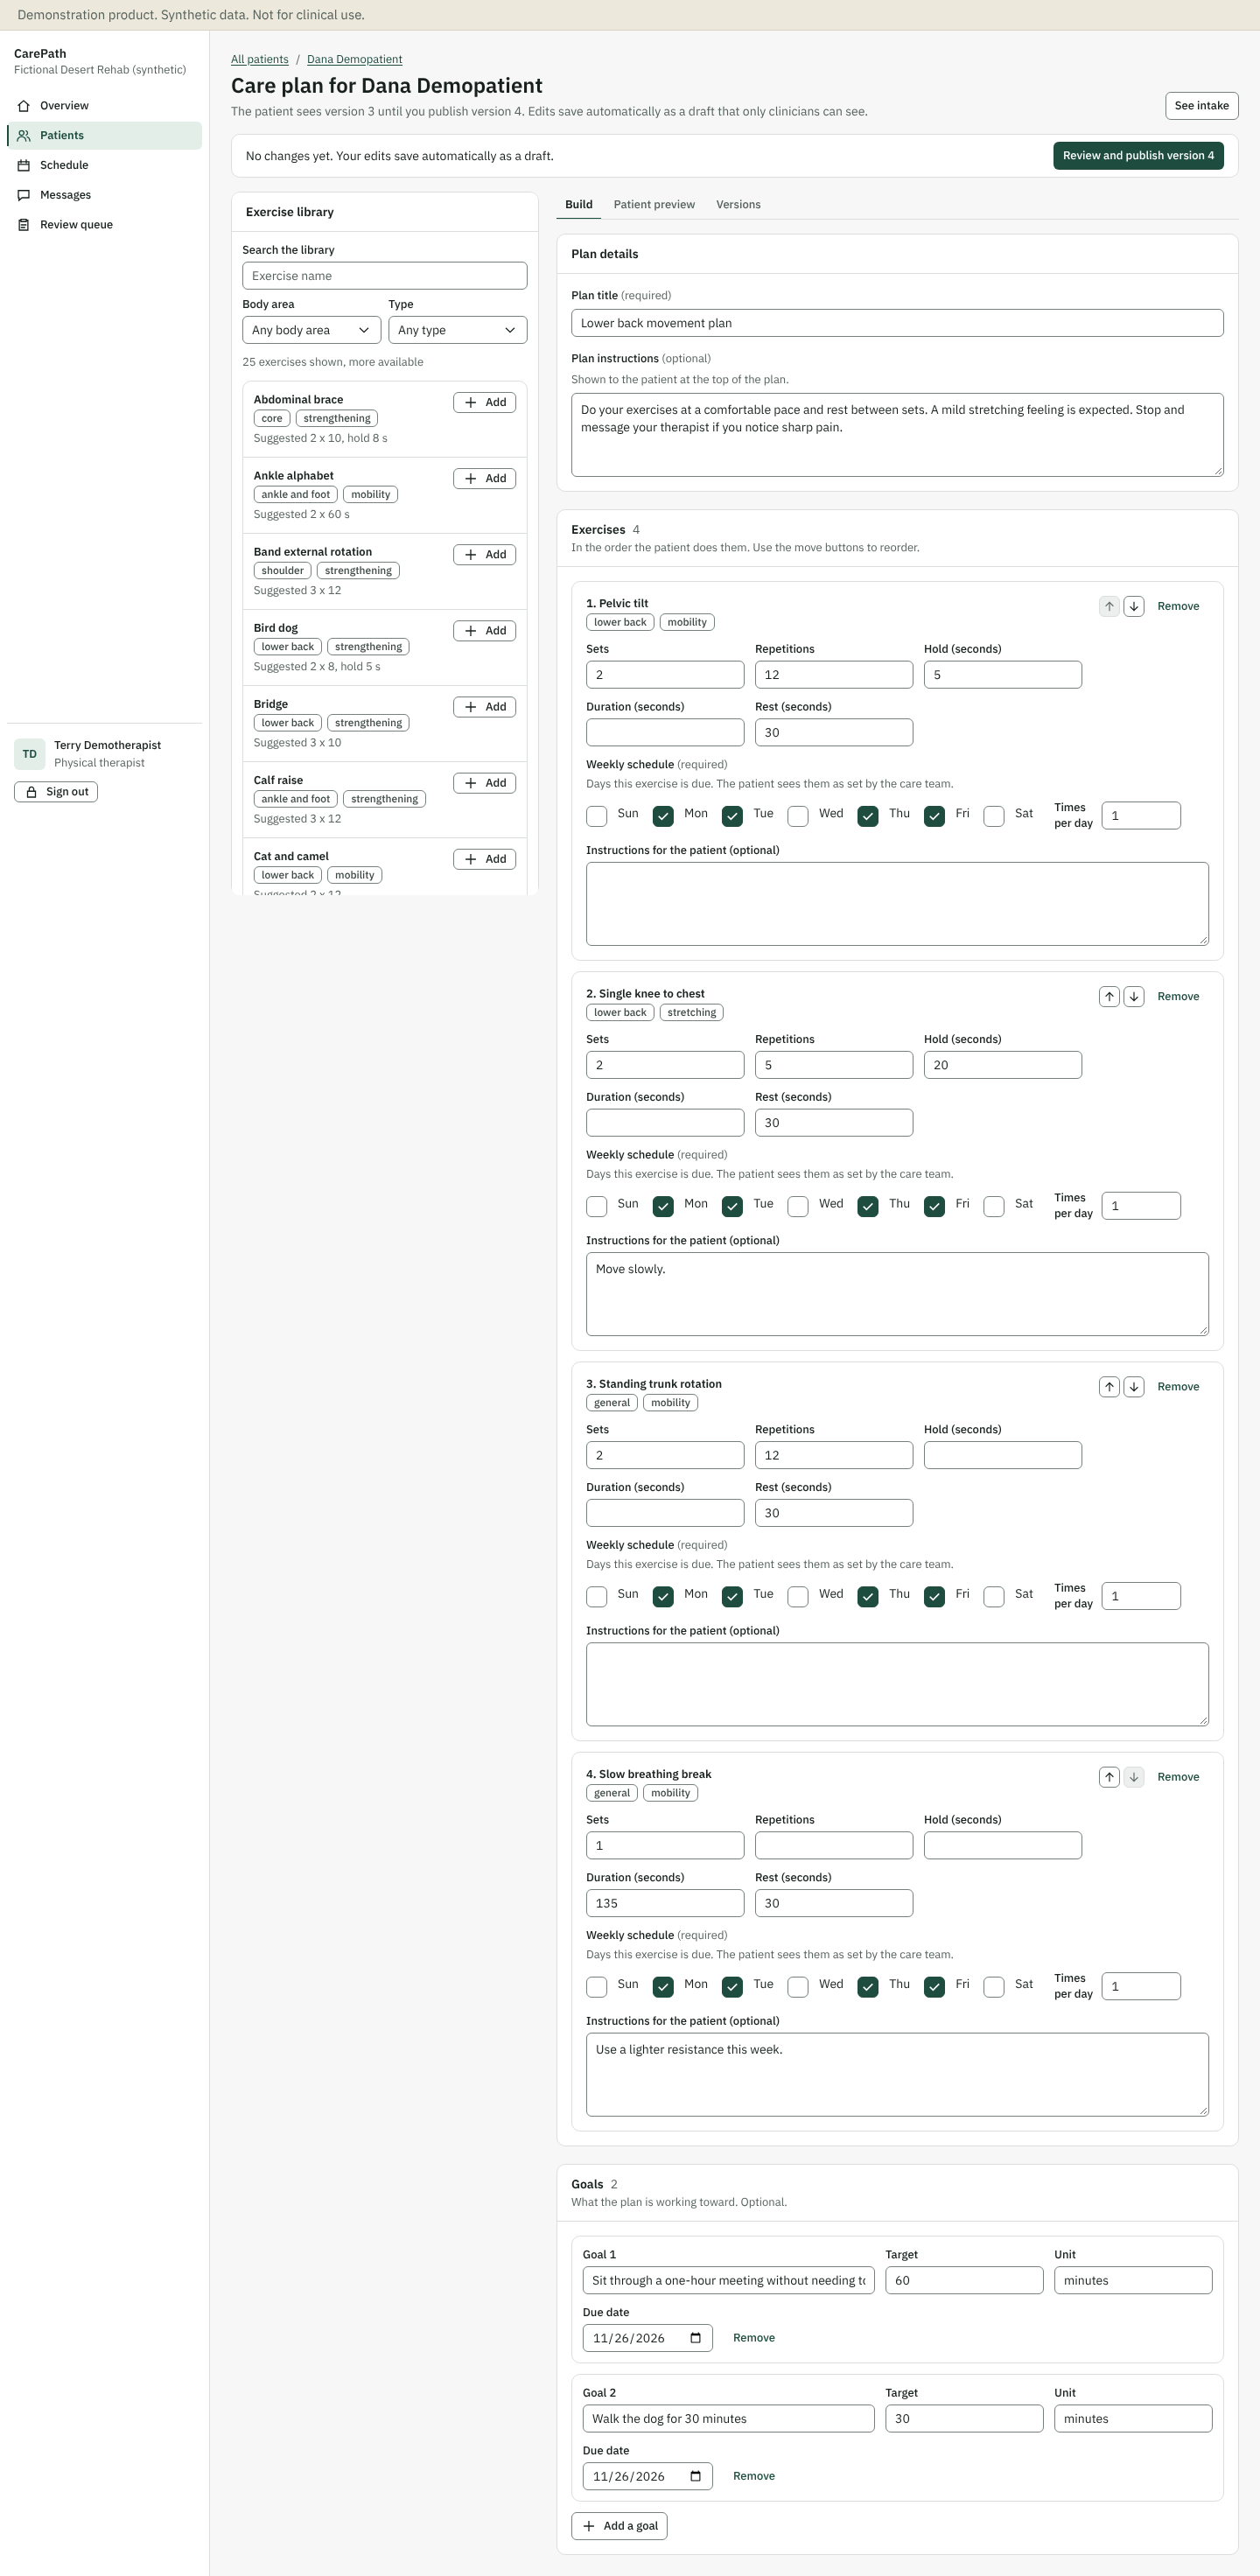 Demonstration product. Synthetic data. Not for clinical use.
CarePath
Fictional Desert Rehab (synthetic)
Overview
Patients
Schedule
Messages
Review queue
TD
Terry Demotherapist
Physical therapist
Sign out
All patients / Dana Demopatient
Care plan for Dana Demopatient
The patient sees version 3 until you publish version 4. Edits save automatically as a draft that only clinicians can see.
See intake
No changes yet. Your edits save automatically as a draft.
Review and publish version 4
Exercise library
Search the library
Exercise name
Body area Type
Any body area Any type
25 exercises shown, more available
Abdominal brace
Add
core strengthening
Suggested 2 x 10, hold 8 s
Ankle alphabet
Add
ankle and foot mobility
Suggested 2 x 60 s
Band external rotation
Add
shoulder strengthening
Suggested 3 x 12
Bird dog
Add
lower back strengthening
Suggested 2 x 8, hold 5 s
Bridge
Add
lower back strengthening
Suggested 3 x 10
Calf raise
Add
ankle and foot strengthening
Suggested 3 x 12
Cat and camel
Add
lower back mobility
Suggested 2 x 12
Build Patient preview Versions
Plan details
Plan title (required)
Lower back movement plan
Plan instructions (optional)
Shown to the patient at the top of the plan.
Do your exercises at a comfortable pace and rest between sets. A mild stretching feeling is expected. Stop and
message your therapist if you notice sharp pain.
Exercises 4
In the order the patient does them. Use the move buttons to reorder.
1. Pelvic tilt
Remove
lower back mobility
Sets Repetitions Hold (seconds)
2 12 5
Duration (seconds) Rest (seconds)
30
Weekly schedule (required)
Days this exercise is due. The patient sees them as set by the care team.
Sun Mon Tue Wed Thu Fri Sat
Times
per day
1
Instructions for the patient (optional)
2. Single knee to chest
Remove
lower back stretching
Sets Repetitions Hold (seconds)
2 5 20
Duration (seconds) Rest (seconds)
30
Weekly schedule (required)
Days this exercise is due. The patient sees them as set by the care team.
Sun Mon Tue Wed Thu Fri Sat
Times
per day
1
Instructions for the patient (optional)
Move slowly.
3. Standing trunk rotation
Remove
general mobility
Sets Repetitions Hold (seconds)
2 12
Duration (seconds) Rest (seconds)
30
Weekly schedule (required)
Days this exercise is due. The patient sees them as set by the care team.
Sun Mon Tue Wed Thu Fri Sat
Times
per day
1
Instructions for the patient (optional)
4. Slow breathing break
Remove
general mobility
Sets Repetitions Hold (seconds)
1
Duration (seconds) Rest (seconds)
135 30
Weekly schedule (required)
Days this exercise is due. The patient sees them as set by the care team.
Sun Mon Tue Wed Thu Fri Sat
Times
per day
1
Instructions for the patient (optional)
Use a lighter resistance this week.
Goals 2
What the plan is working toward. Optional.
Goal 1 Target Unit
Sit through a one-hour meeting without needing to 60 minutes
Due date
11/26/2026 Remove
Goal 2 Target Unit
Walk the dog for 30 minutes 30 minutes
Due date
11/26/2026 Remove
Add a goal